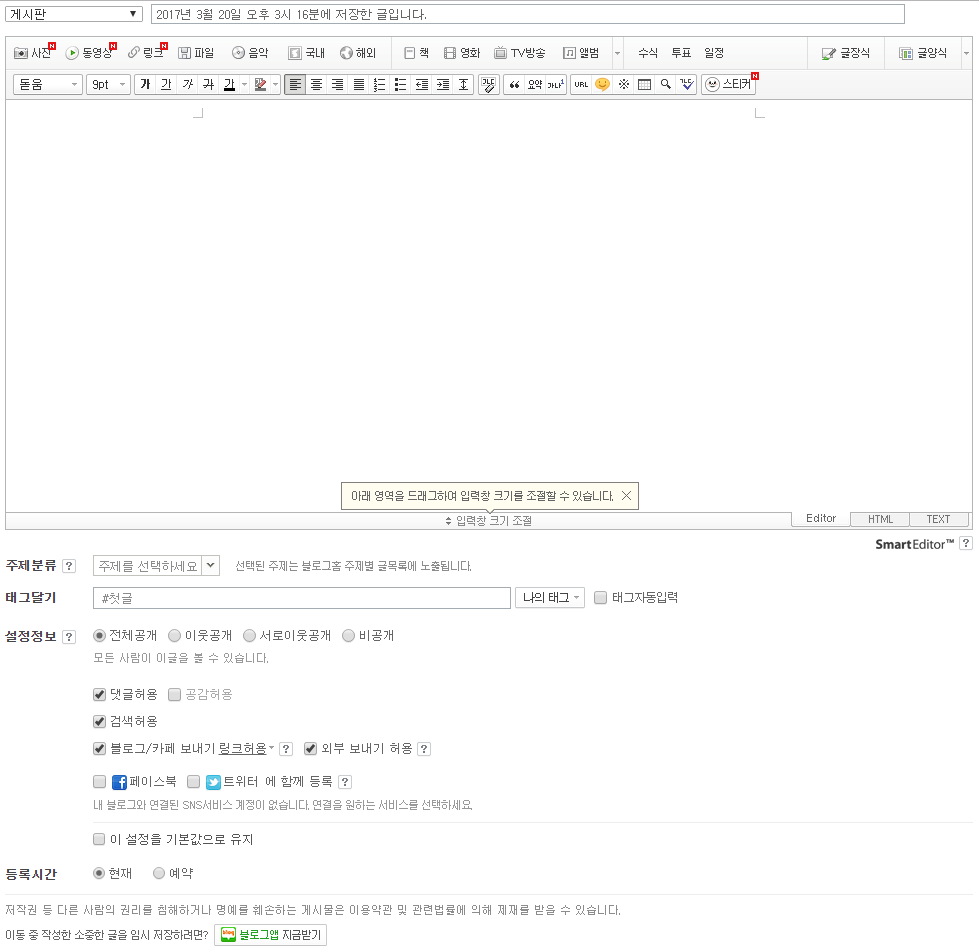 게시판 2017년 3월 20일 오후 3시 16분에 저장한 글입니다.
사진 동영상 링크 파일 음악 국내 해외 책 영화 TV방송 앨범 수식 투표 일정 글장식 글양식
돋움 9pt 가 가 가 가 가 요약 가나다 URL 스티커
아래 영역을 드래그하여 입력창 크기를 조절할 수 있습니다.
입력창 크기 조절 Editor HTML TEXT
SmartEditor™ ?
주제분류 ? 주제를 선택하세요 선택된 주제는 블로그홈 주제별 글목록에 노출됩니다.
태그달기 #첫글 나의 태그 태그자동입력
설정정보 ? 전체공개 이웃공개 서로이웃공개 비공개
모든 사람이 이글을 볼 수 있습니다.
댓글허용 공감허용
검색허용
블로그/카페 보내기 링크허용 ? 외부 보내기 허용 ?
페이스북 트위터 에 함께 등록 ?
내 블로그와 연결된 SNS서비스 계정이 없습니다. 연결을 원하는 서비스를 선택하세요.
이 설정을 기본값으로 유지
등록시간 현재 예약
저작권 등 다른 사람의 권리를 침해하거나 명예를 훼손하는 게시물은 이용약관 및 관련법률에 의해 제재를 받을 수 있습니다.
이동 중 작성한 소중한 글을 임시 저장하려면? 블로그앱 지금받기